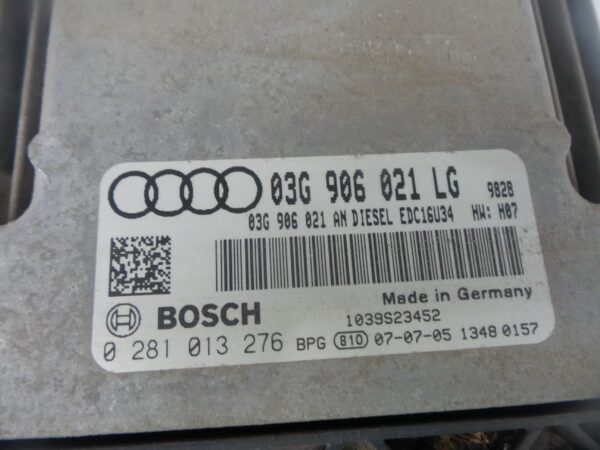 03G 906 021 LG 9828
03G 906 021 AN DIESEL EDC16U34 HW: H07
Made in Germany
BOSCH 1039S23452
0 281 013 276 BPG 810 07-07-05 1348 0157